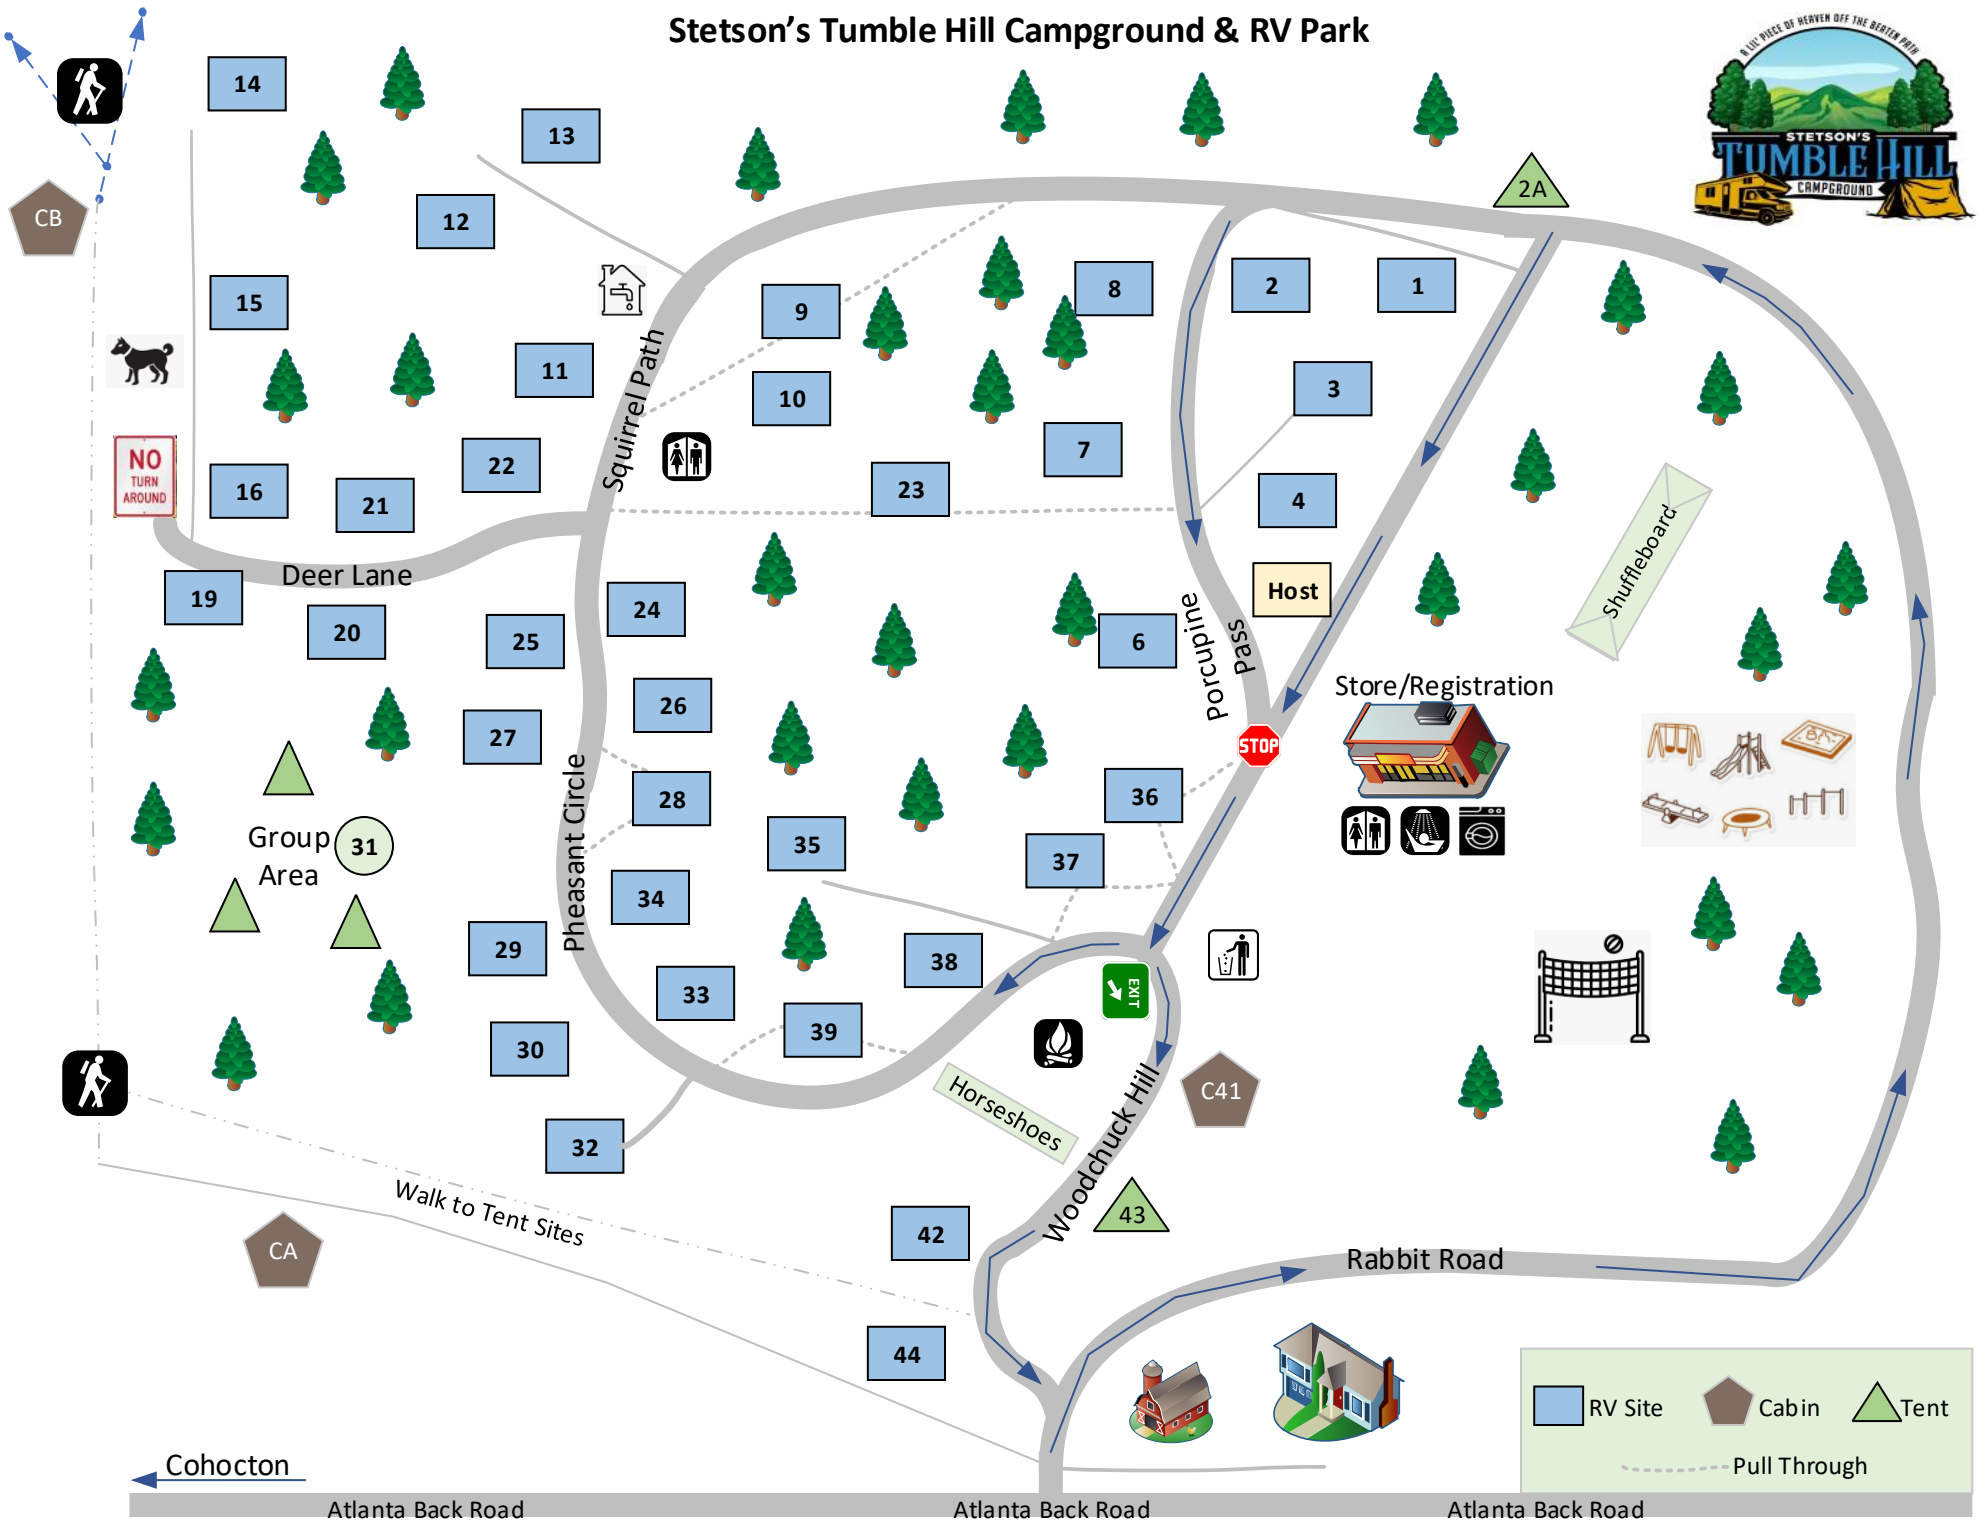 Stetson’s Tumble Hill Campground & RV Park
A LIL' PIECE OF HEAVEN OFF THE BEATEN PATH
STETSON'S
TUMBLE HILL
CAMPGROUND
14
13
2A
CB
12
15
9
8
2
1
11
10
3
Squirrel Path
NO
TURN
AROUND
16
21
22
23
7
4
Shuffleboard
Deer Lane
19
20
25
24
Host
6
Porcupine
Pass
27
26
Store/Registration
STOP
28
36
Pheasant Circle
Group
Area
31
35
37
34
29
38
33
EXIT
30
39
Horseshoes
C41
32
Woodchuck Hill
Walk to Tent Sites
42
43
CA
Rabbit Road
44
RV Site
Cabin
Tent
Pull Through
Cohocton
Atlanta Back Road
Atlanta Back Road
Atlanta Back Road